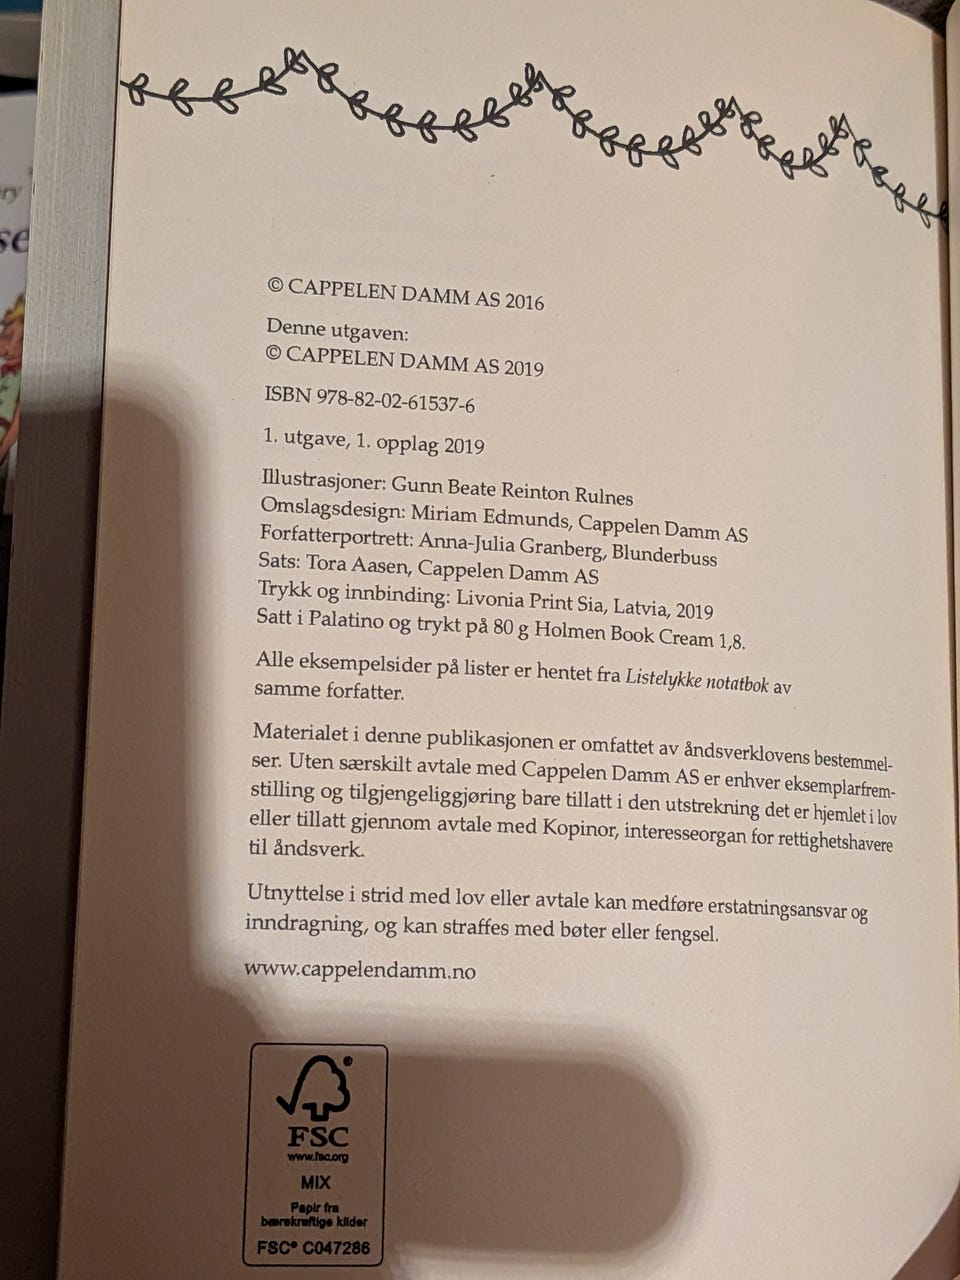 ry
se
© CAPPELEN DAMM AS 2016
Denne utgaven:
© CAPPELEN DAMM AS 2019
ISBN 978-82-02-61537-6
1. utgave, 1. opplag 2019
Illustrasjoner: Gunn Beate Reinton Rulnes
Omslagsdesign: Miriam Edmunds, Cappelen Damm AS
Forfatterportrett: Anna-Julia Granberg, Blunderbuss
Sats: Tora Aasen, Cappelen Damm AS
Trykk og innbinding: Livonia Print Sia, Latvia, 2019
Satt i Palatino og trykt på 80 g Holmen Book Cream 1,8.
Alle eksempelsider på lister er hentet fra Listelykke notatbok av
samme forfatter.
Materialet i denne publikasjonen er omfattet av åndsverklovens bestemmel-
ser. Uten særskilt avtale med Cappelen Damm AS er enhver eksemplarfrem-
stilling og tilgjengeliggjøring bare tillatt i den utstrekning det er hjemlet i lov
eller tillatt gjennom avtale med Kopinor, interesseorgan for rettighetshavere
til åndsverk.
Utnyttelse i strid med lov eller avtale kan medføre erstatningsansvar og
inndragning, og kan straffes med bøter eller fengsel.
www.cappelendamm.no
FSC
www.fsc.org
MIX
Papir fra
bærekraftige kilder
FSC® C047286